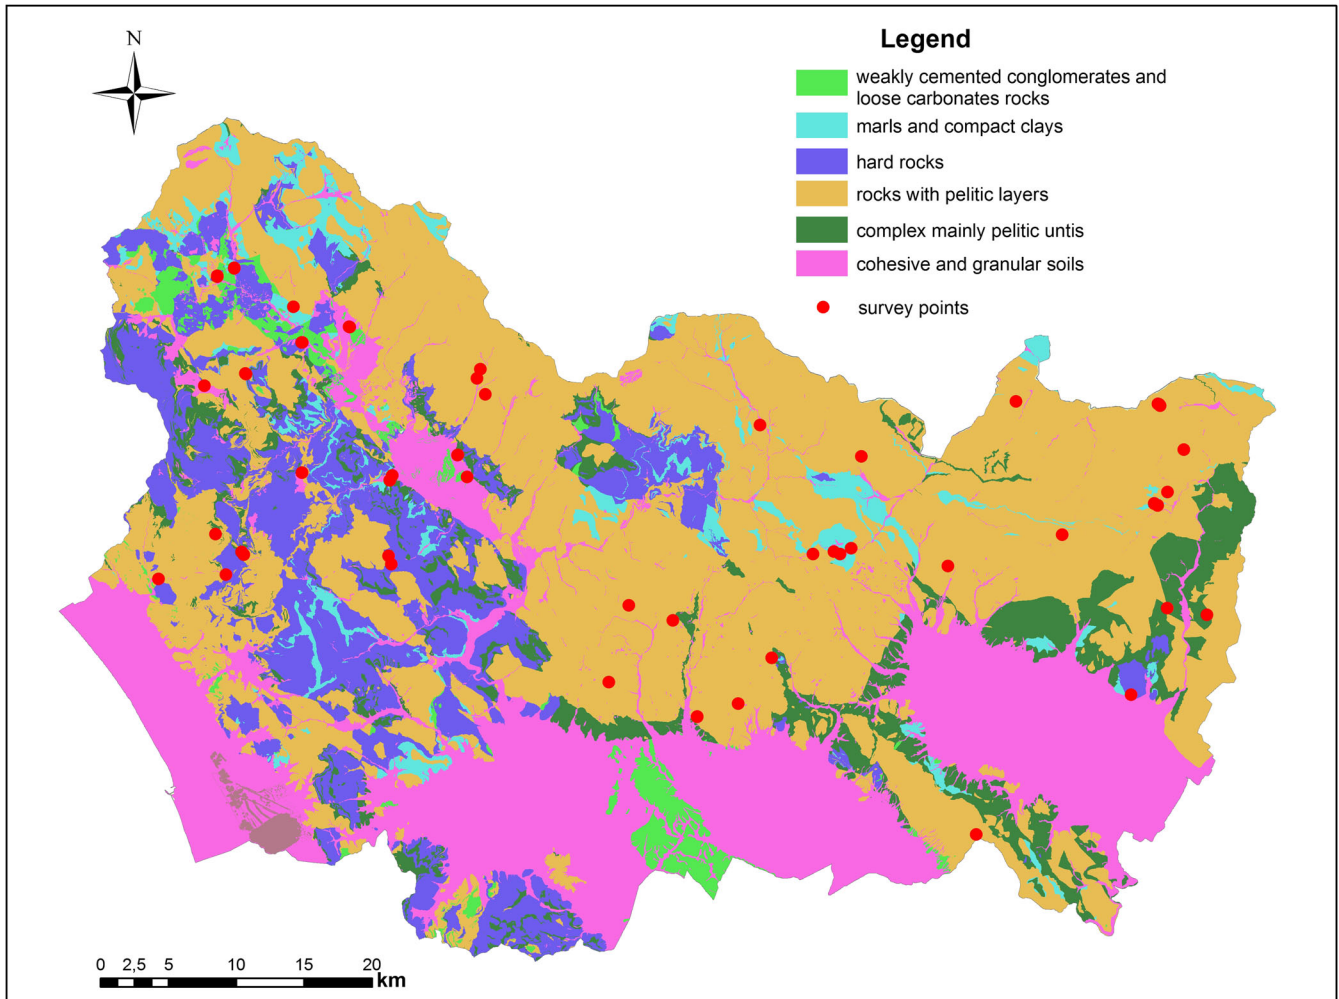 N
Legend
weakly cemented conglomerates and
loose carbonates rocks
marls and compact clays
hard rocks
rocks with pelitic layers
complex mainly pelitic untis
cohesive and granular soils
survey points
0 2,5 5 10 15 20 km